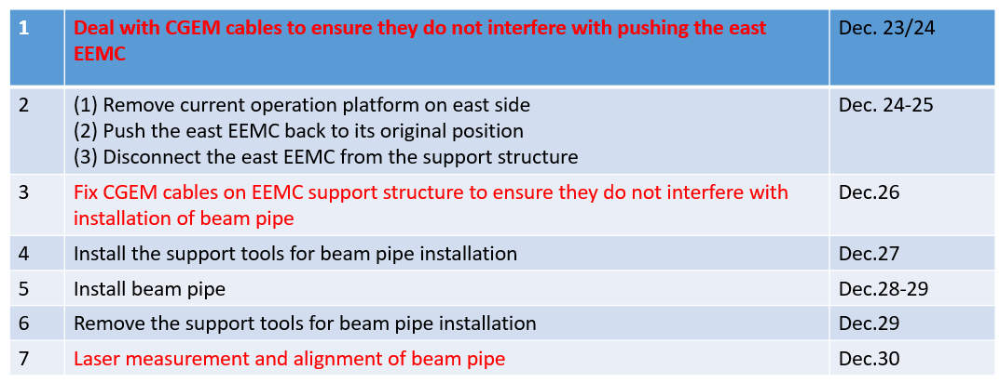 1 Deal with CGEM cables to ensure they do not interfere with pushing the east Dec. 23/24
EEMC
2 (1) Remove current operation platform on east side Dec. 24-25
(2) Push the east EEMC back to its original position
(3) Disconnect the east EEMC from the support structure
3 Fix CGEM cables on EEMC support structure to ensure they do not interfere with Dec.26
installation of beam pipe
4 Install the support tools for beam pipe installation Dec.27
5 Install beam pipe Dec.28-29
6 Remove the support tools for beam pipe installation Dec.29
7 Laser measurement and alignment of beam pipe Dec.30